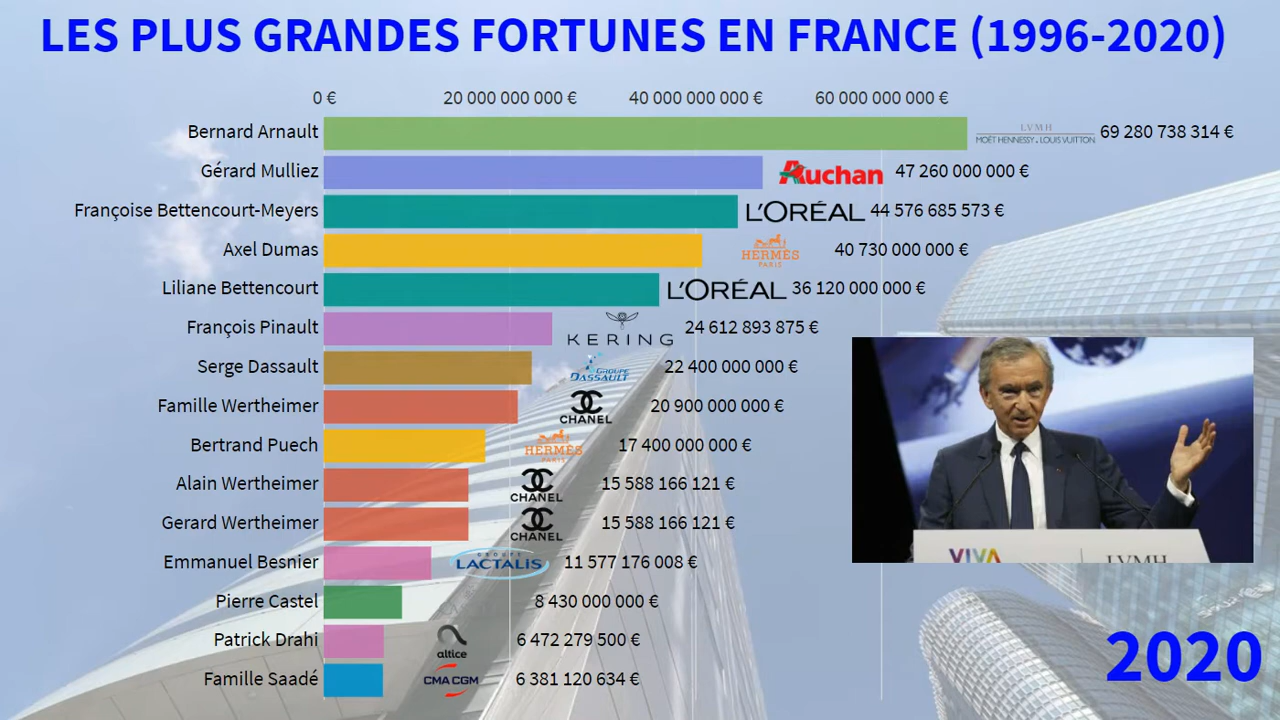 LES PLUS GRANDES FORTUNES EN FRANCE (1996-2020)
0 € 20 000 000 000 € 40 000 000 000 € 60 000 000 000 €
Bernard Arnault LVMH MOËT HENNESSY . LOUIS VUITTON 69 280 738 314 €
Gérard Mulliez Auchan 47 260 000 000 €
Françoise Bettencourt-Meyers L'ORÉAL 44 576 685 573 €
Axel Dumas HERMÈS PARIS 40 730 000 000 €
Liliane Bettencourt L'ORÉAL 36 120 000 000 €
François Pinault KERING 24 612 893 875 €
Serge Dassault GROUPE DASSAULT 22 400 000 000 €
Famille Wertheimer CHANEL 20 900 000 000 €
Bertrand Puech HERMÈS PARIS 17 400 000 000 €
Alain Wertheimer CHANEL 15 588 166 121 €
Gerard Wertheimer CHANEL 15 588 166 121 €
Emmanuel Besnier GROUPE LACTALIS 11 577 176 008 €
Pierre Castel 8 430 000 000 €
Patrick Drahi altice 6 472 279 500 €
Famille Saadé CMA CGM 6 381 120 634 €
VIVA LVMH
2020